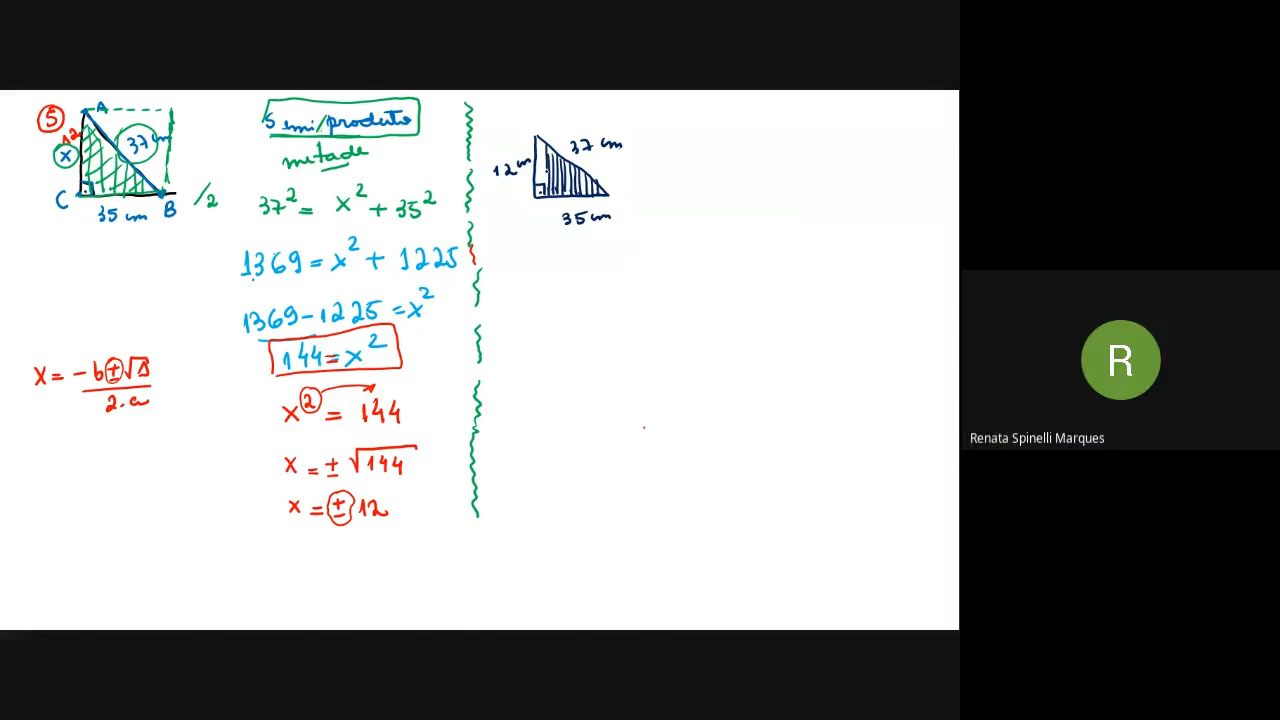 5
A
12
x
37 cm
C
35 cm
B
/2
Semi/produto
metade
37² = x² + 35²
1369 = x² + 1225
1369 - 1225 = x²
144 = x²
x² = 144
x = ± √144
x = ± 12
x = -b ± √Δ
2.a
12 cm
37 cm
35 cm
R
Renata Spinelli Marques